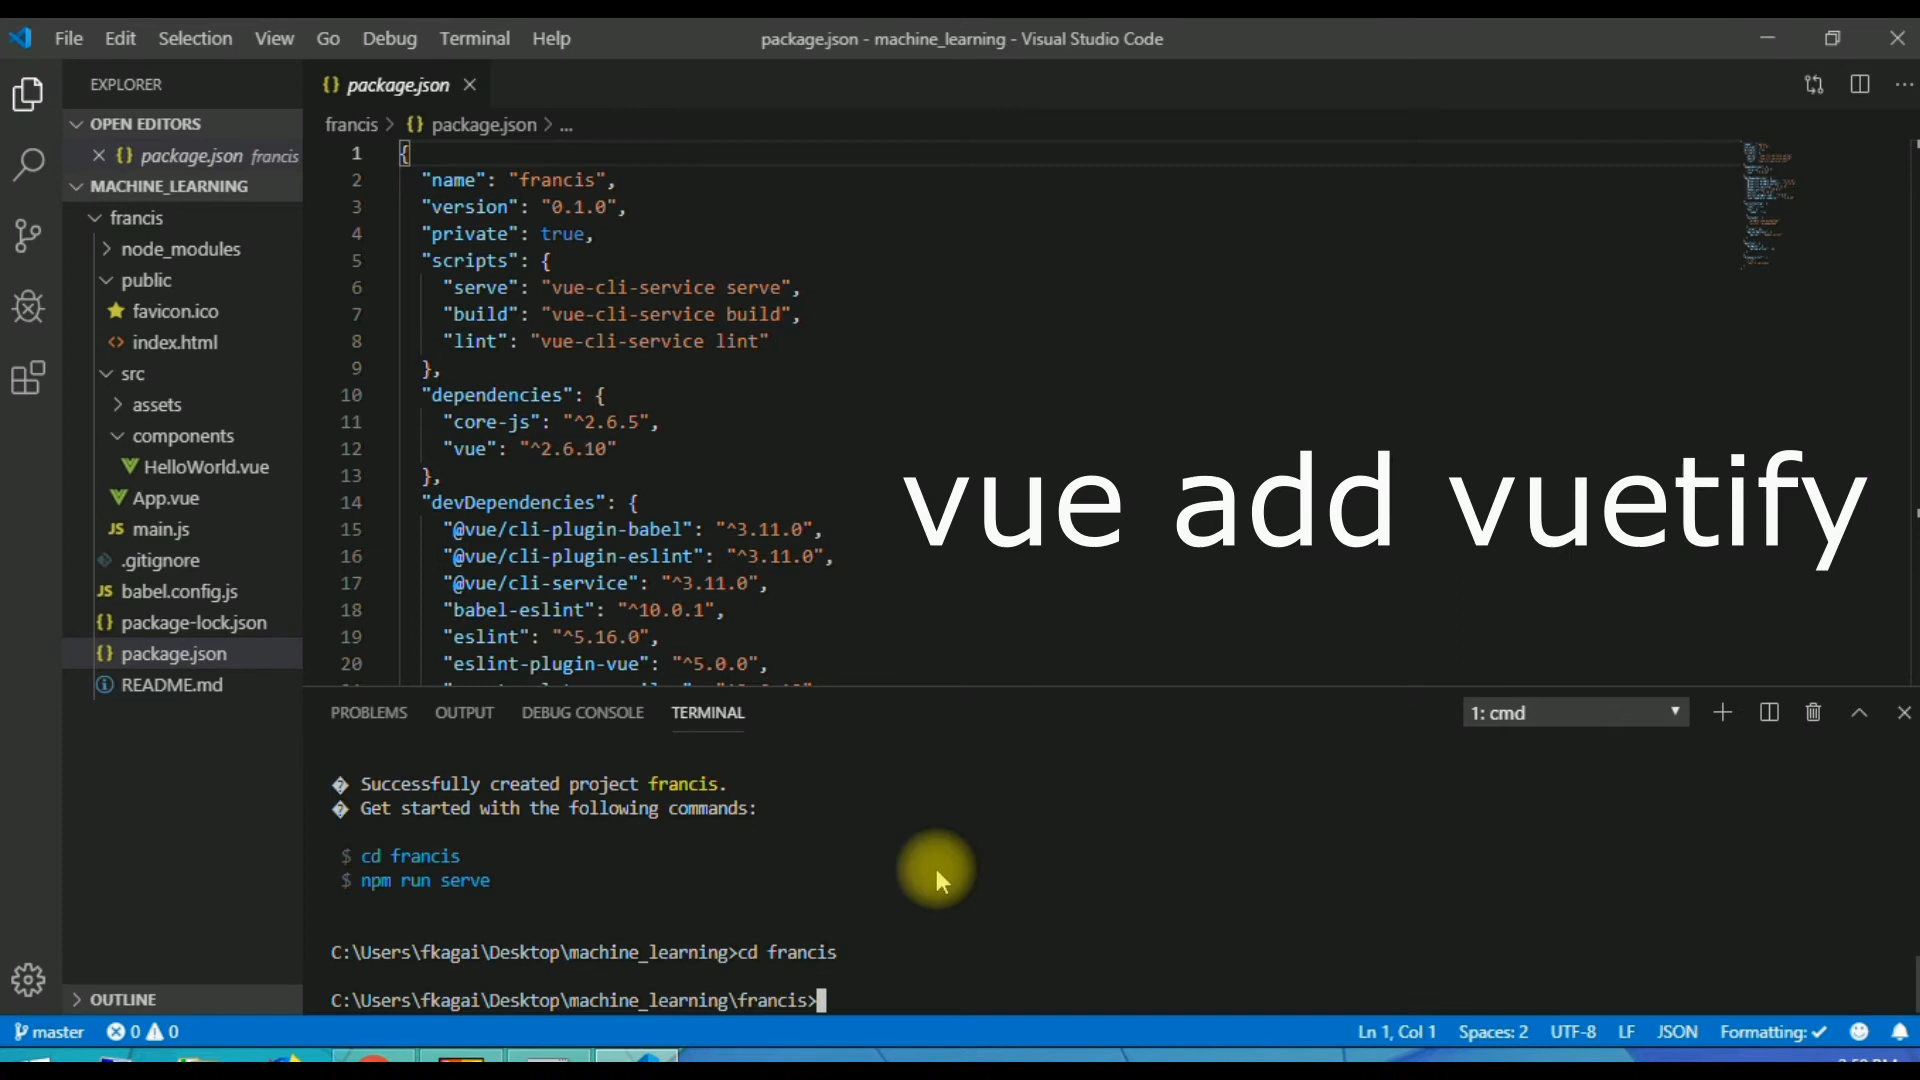 File Edit Selection View Go Debug Terminal Help package.json - machine_learning - Visual Studio Code
EXPLORER
OPEN EDITORS
package.json francis
MACHINE_LEARNING
francis
node_modules
public
favicon.ico
index.html
src
assets
components
HelloWorld.vue
App.vue
JS main.js
.gitignore
JS babel.config.js
{} package-lock.json
{} package.json
README.md
OUTLINE
{} package.json
francis > {} package.json > ...
1 {
2 "name": "francis",
3 "version": "0.1.0",
4 "private": true,
5 "scripts": {
6 "serve": "vue-cli-service serve",
7 "build": "vue-cli-service build",
8 "lint": "vue-cli-service lint"
9 },
10 "dependencies": {
11 "core-js": "^2.6.5",
12 "vue": "^2.6.10"
13 },
14 "devDependencies": {
15 "@vue/cli-plugin-babel": "^3.11.0",
16 "@vue/cli-plugin-eslint": "^3.11.0",
17 "@vue/cli-service": "^3.11.0",
18 "babel-eslint": "^10.0.1",
19 "eslint": "^5.16.0",
20 "eslint-plugin-vue": "^5.0.0",
vue add vuetify
PROBLEMS OUTPUT DEBUG CONSOLE TERMINAL 1: cmd
� Successfully created project francis.
� Get started with the following commands:
$ cd francis
$ npm run serve
C:\Users\fkagai\Desktop\machine_learning>cd francis
C:\Users\fkagai\Desktop\machine_learning\francis>
master 0 0 Ln 1, Col 1 Spaces: 2 UTF-8 LF JSON Formatting: ✓